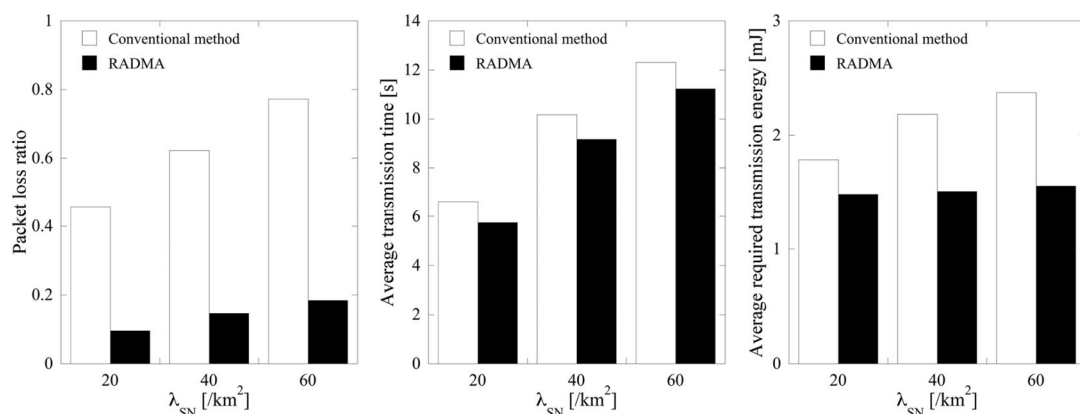 Packet loss ratio
1
0.8
0.6
0.4
0.2
0
Conventional method
RADMA
20 40 60
λSN [/km²]
Average transmission time [s]
14
12
10
8
6
4
2
0
Conventional method
RADMA
20 40 60
λSN [/km²]
Average required transmission energy [mJ]
3
2
1
0
Conventional method
RADMA
20 40 60
λSN [/km²]